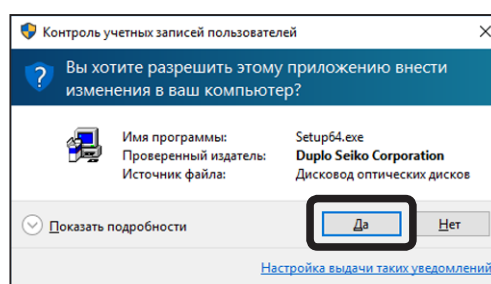 Контроль учетных записей пользователей
Вы хотите разрешить этому приложению внести
изменения в ваш компьютер?
Имя программы: Setup64.exe
Проверенный издатель: Duplo Seiko Corporation
Источник файла: Дисковод оптических дисков
Показать подробности
Да
Нет
Настройка выдачи таких уведомлений